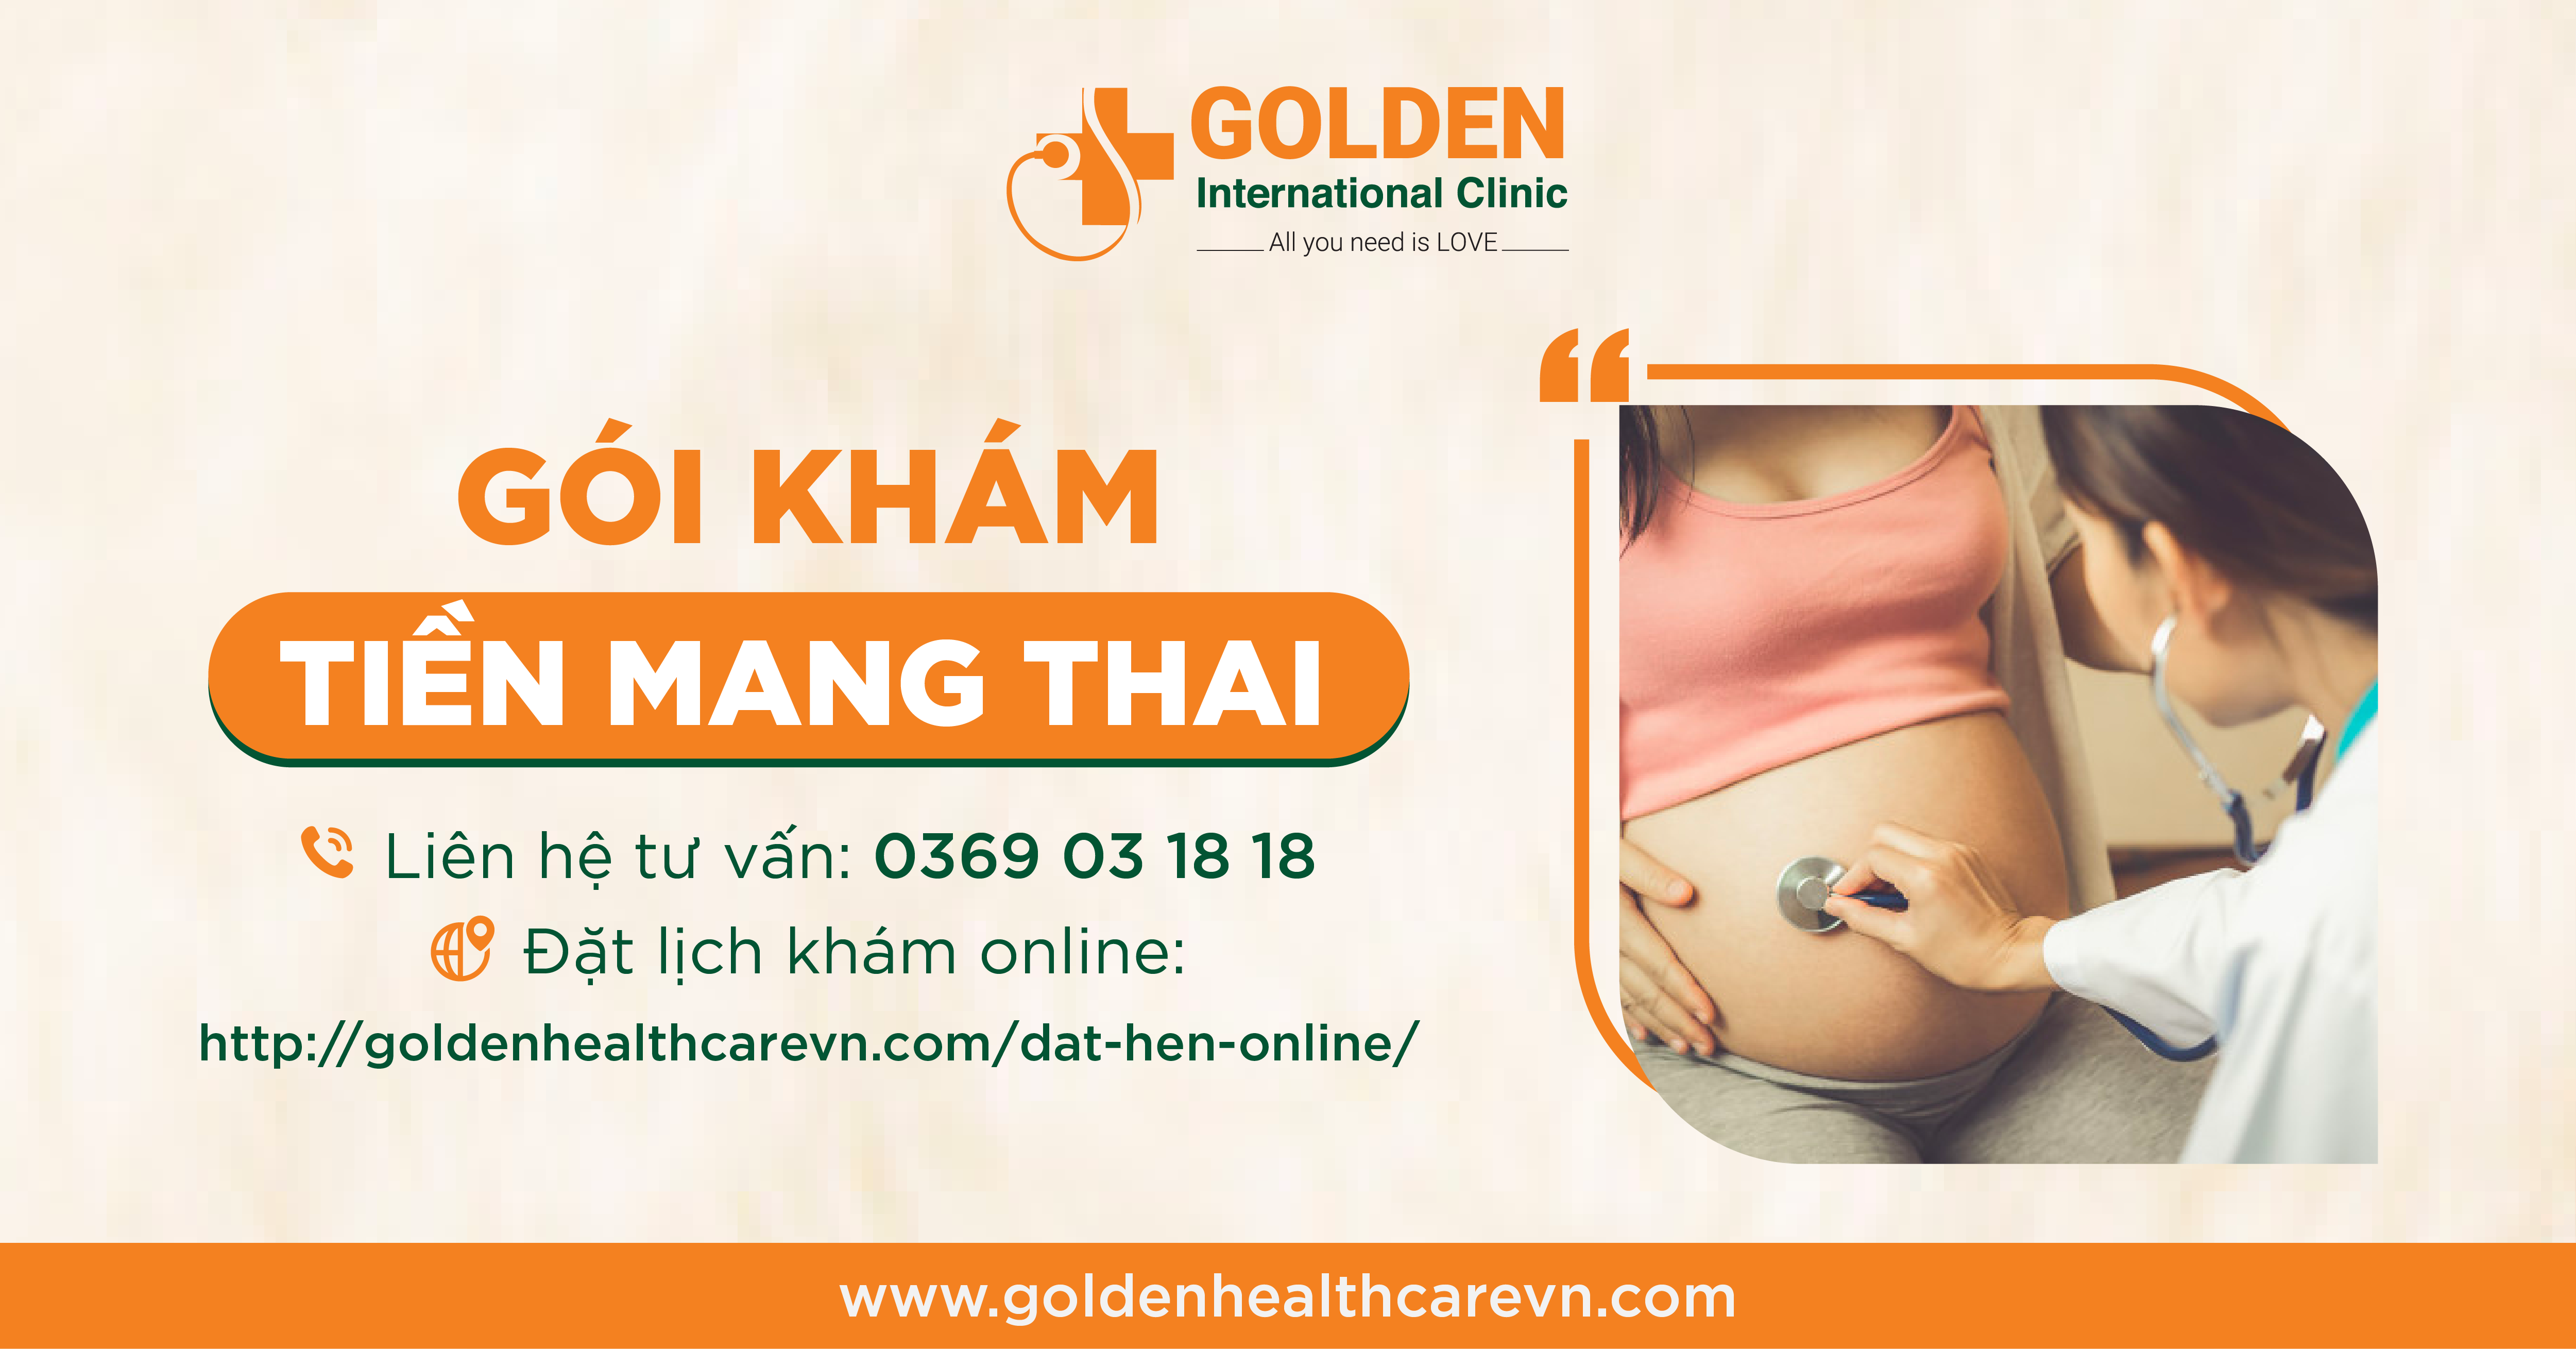 GOLDEN
International Clinic
All you need is LOVE
GÓI KHÁM
TIỀN MANG THAI
Liên hệ tư vấn: 0369 03 18 18
Đặt lịch khám online:
http://goldenhealthcarevn.com/dat-hen-online/
www.goldenhealthcarevn.com